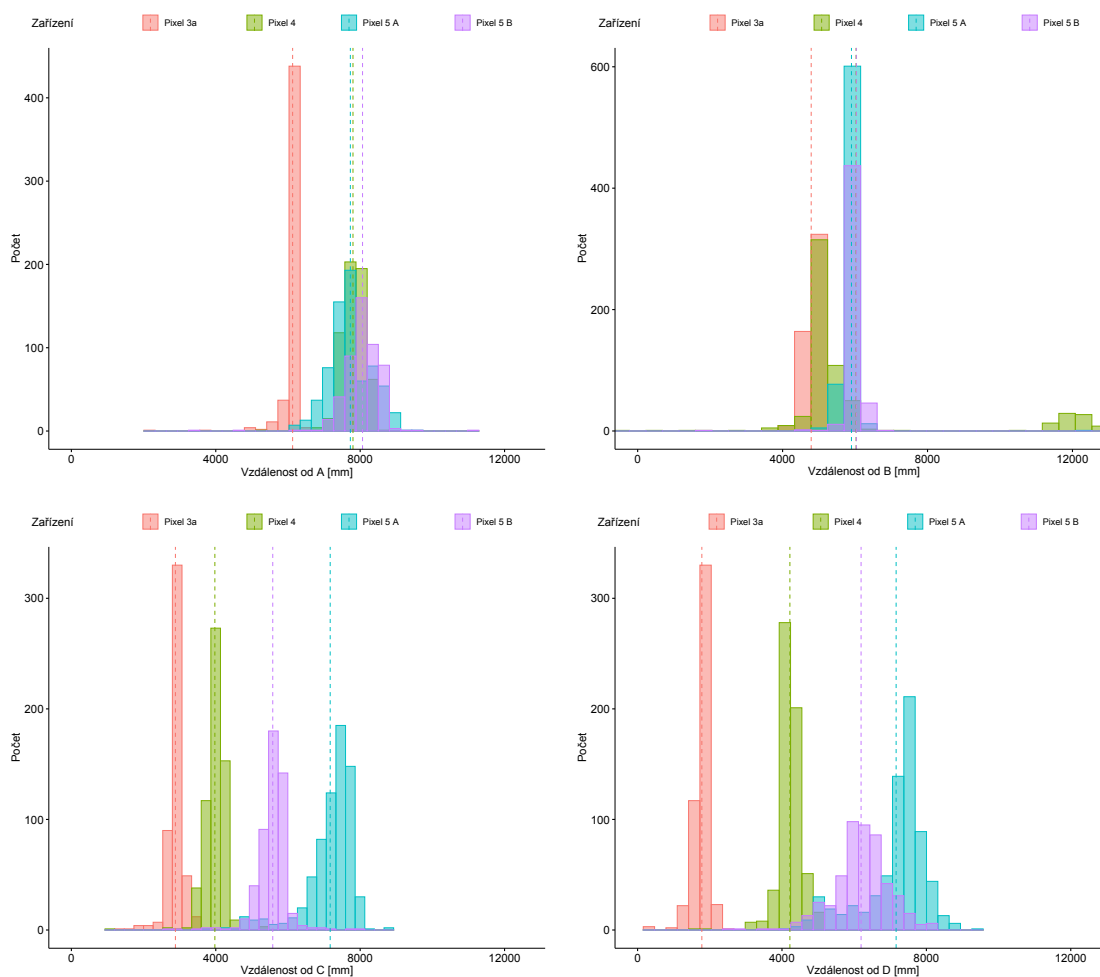 Zařízení Pixel 3a Pixel 4 Pixel 5 A Pixel 5 B
400
300
200
100
0
Počet
0 4000 8000 12000
Vzdálenost od A [mm]
Zařízení Pixel 3a Pixel 4 Pixel 5 A Pixel 5 B
600
400
200
0
Počet
0 4000 8000 12000
Vzdálenost od B [mm]
Zařízení Pixel 3a Pixel 4 Pixel 5 A Pixel 5 B
300
200
100
0
Počet
0 4000 8000 12000
Vzdálenost od C [mm]
Zařízení Pixel 3a Pixel 4 Pixel 5 A Pixel 5 B
300
200
100
0
Počet
0 4000 8000 12000
Vzdálenost od D [mm]